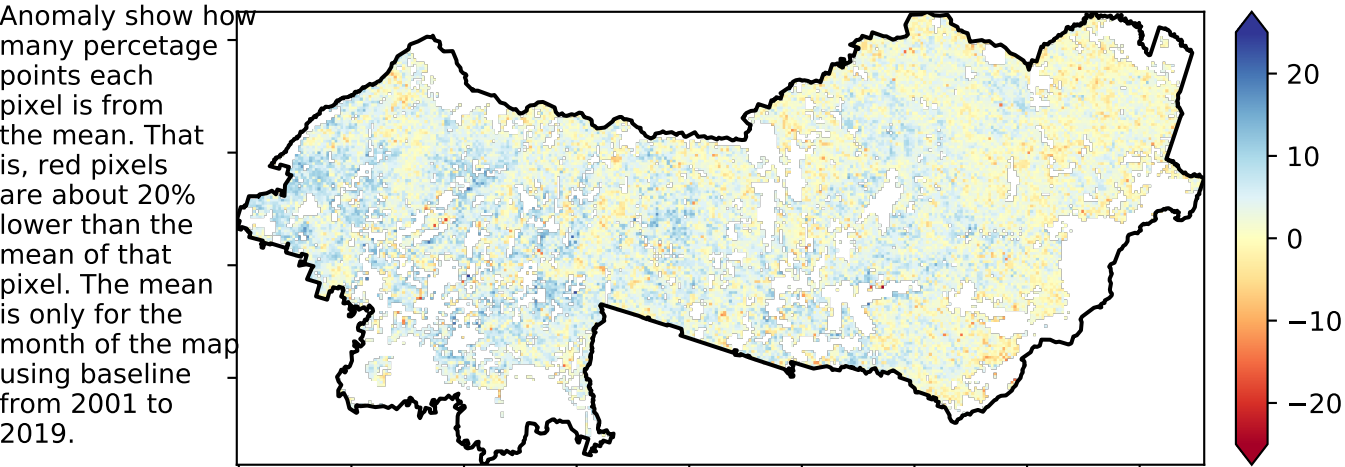 Anomaly show how
many percetage
points each
pixel is from
the mean. That
is, red pixels
are about 20%
lower than the
mean of that
pixel. The mean
is only for the
month of the map
using baseline
from 2001 to
2019.
20
10
0
−10
−20